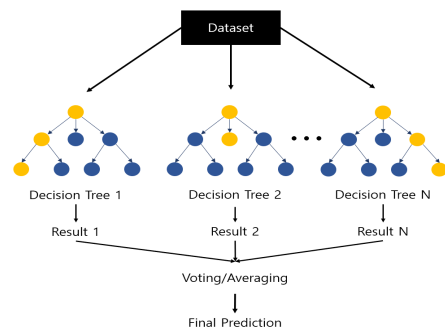 Dataset
Decision Tree 1
Decision Tree 2
Decision Tree N
Result 1
Result 2
Result N
Voting/Averaging
Final Prediction